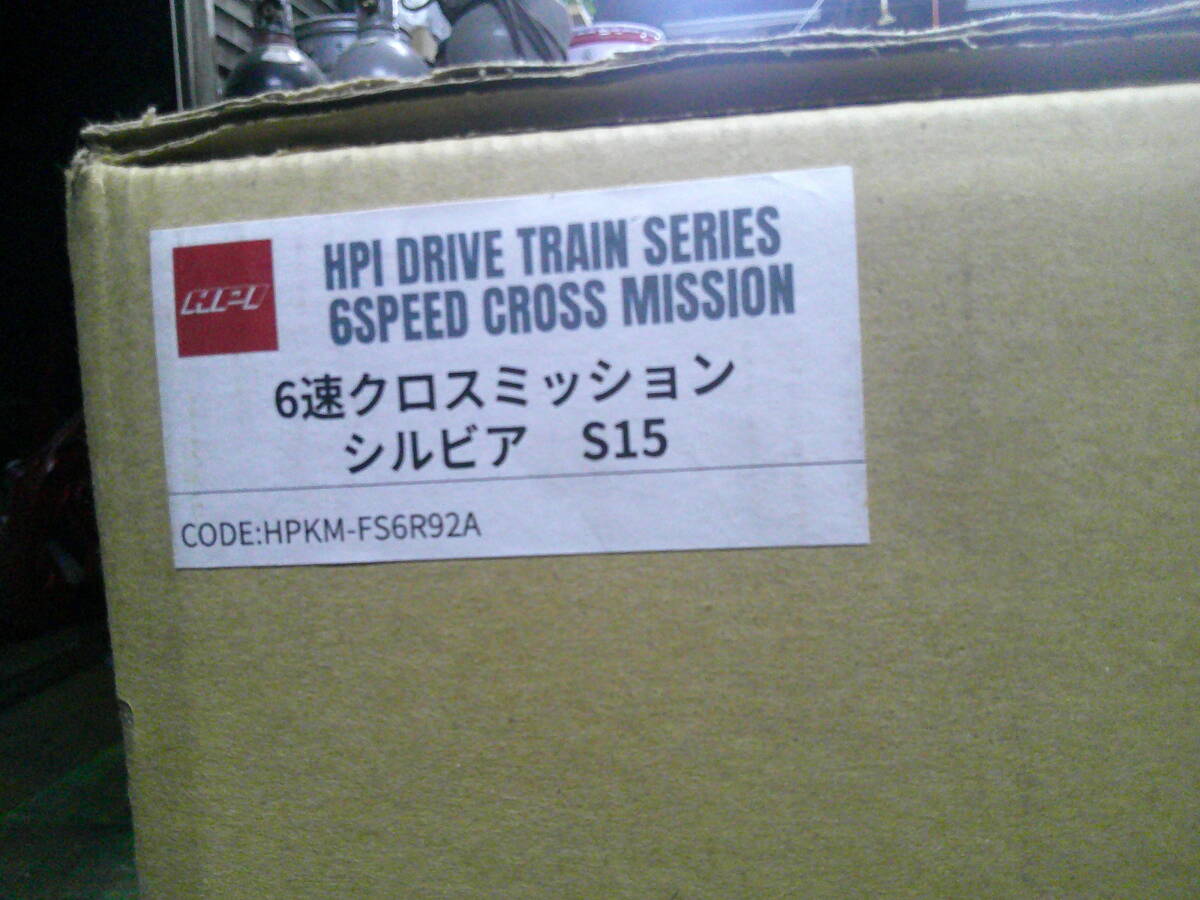 HPI
HPI DRIVE TRAIN SERIES
6SPEED CROSS MISSION
6速クロスミッション
シルビア　S15
CODE:HPKM-FS6R92A